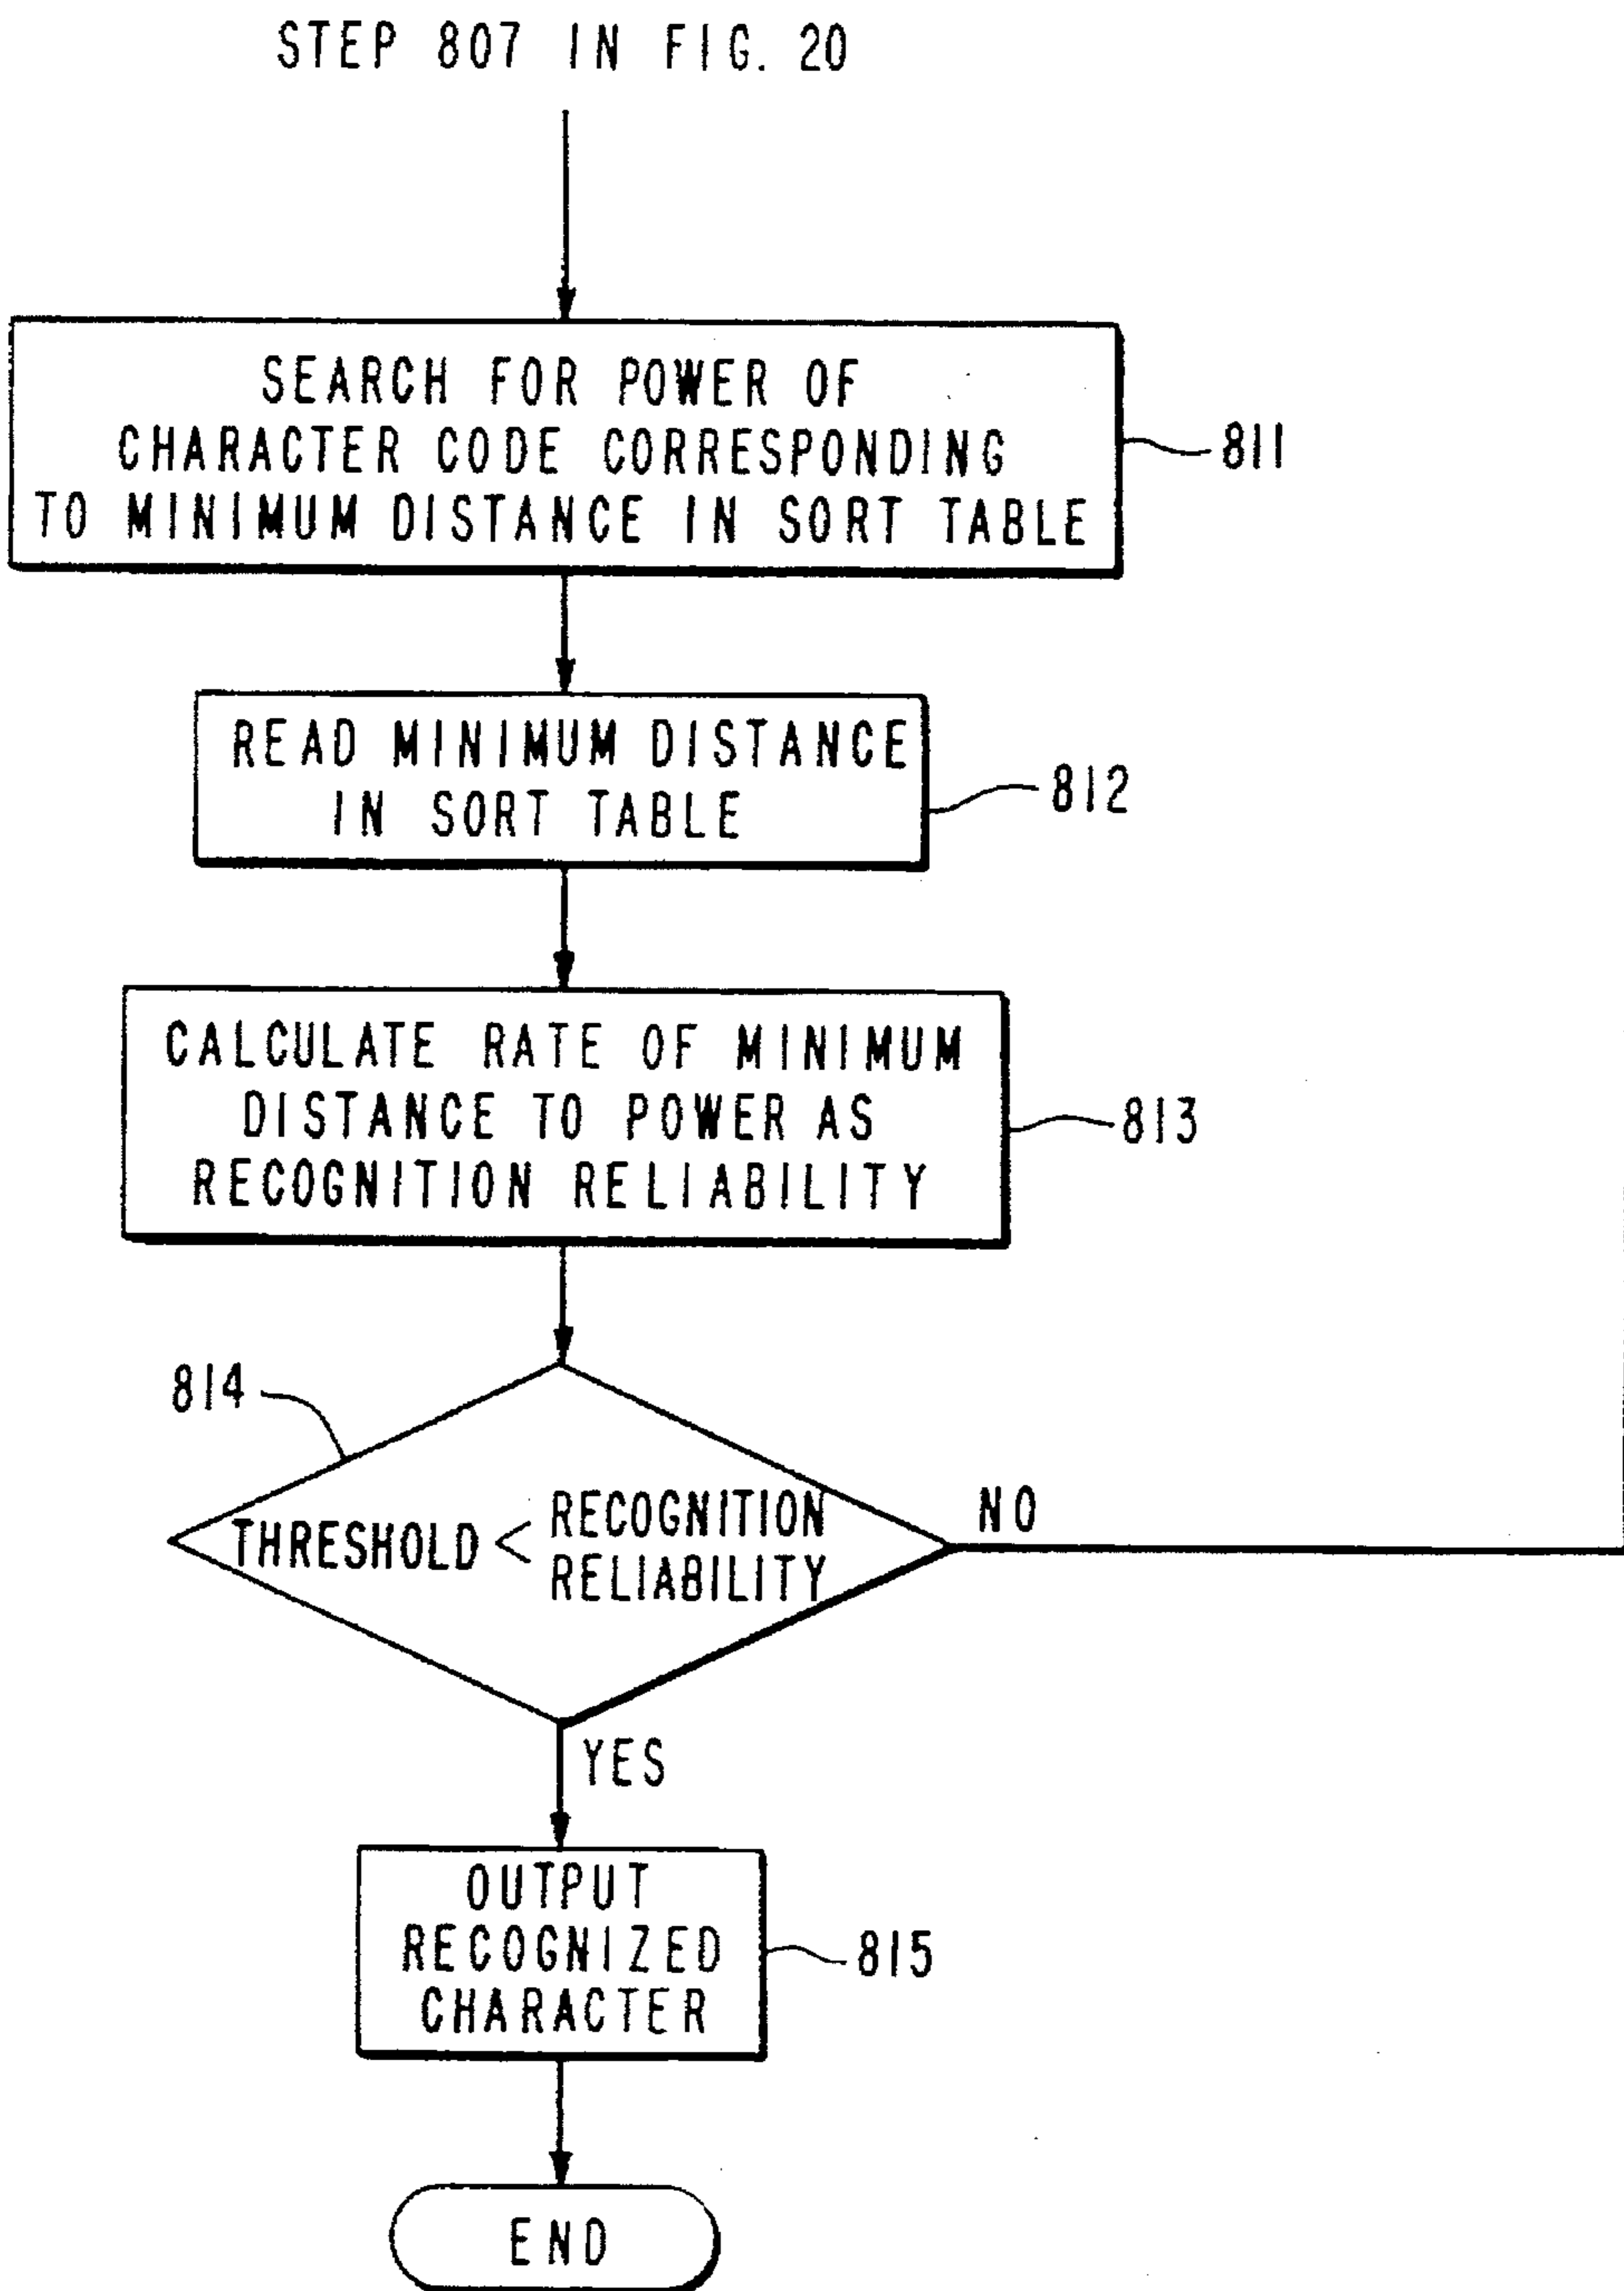 STEP 807 IN FIG. 20
SEARCH FOR POWER OF
CHARACTER CODE CORRESPONDING
TO MINIMUM DISTANCE IN SORT TABLE
811
READ MINIMUM DISTANCE
IN SORT TABLE
812
CALCULATE RATE OF MINIMUM
DISTANCE TO POWER AS
RECOGNITION RELIABILITY
813
814
THRESHOLD < RECOGNITION
RELIABILITY
NO
YES
OUTPUT
RECOGNIZED
CHARACTER
815
END